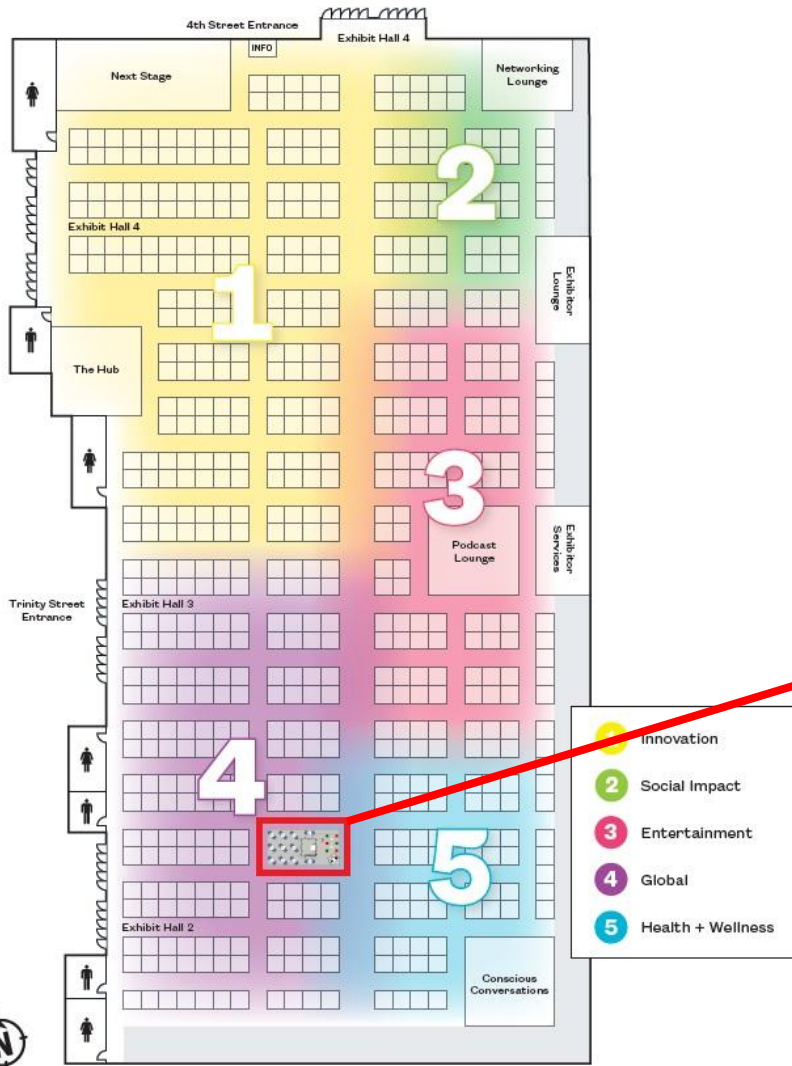 4th Street Entrance
Exhibit Hall 4
INFO
Next Stage
Networking
Lounge
2
Exhibit Hall 4
1
Exhibitor
Lounge
The Hub
3
Podcast
Lounge
Exhibitor
Services
Trinity Street
Entrance
Exhibit Hall 3
4
5
Exhibit Hall 2
Conscious
Conversations
N
1 Innovation
2 Social Impact
3 Entertainment
4 Global
5 Health + Wellness